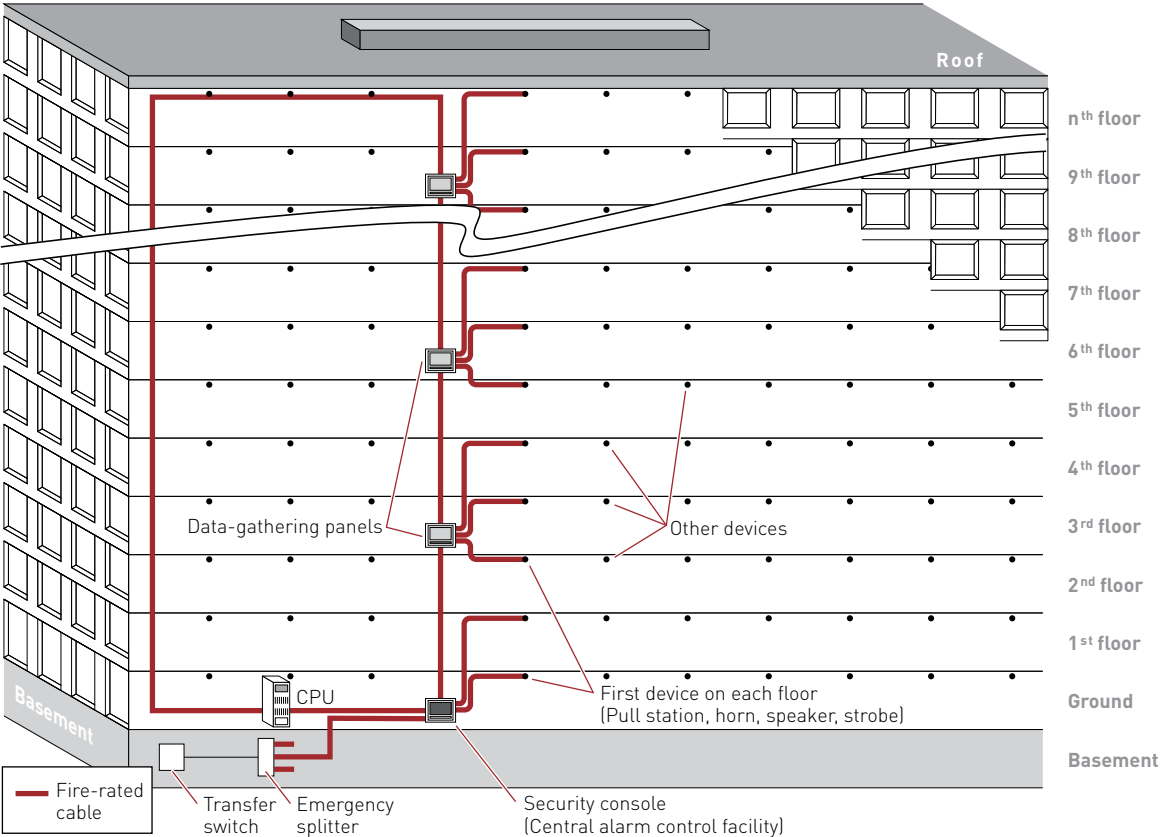 Roof
nᵗʰ floor
9ᵗʰ floor
8ᵗʰ floor
7ᵗʰ floor
6ᵗʰ floor
5ᵗʰ floor
4ᵗʰ floor
Data-gathering panels
Other devices
3ʳᵈ floor
2ⁿᵈ floor
1ˢᵗ floor
CPU
First device on each floor
(Pull station, horn, speaker, strobe)
Ground
Basement
Basement
Fire-rated
cable
Transfer
switch
Emergency
splitter
Security console
(Central alarm control facility)